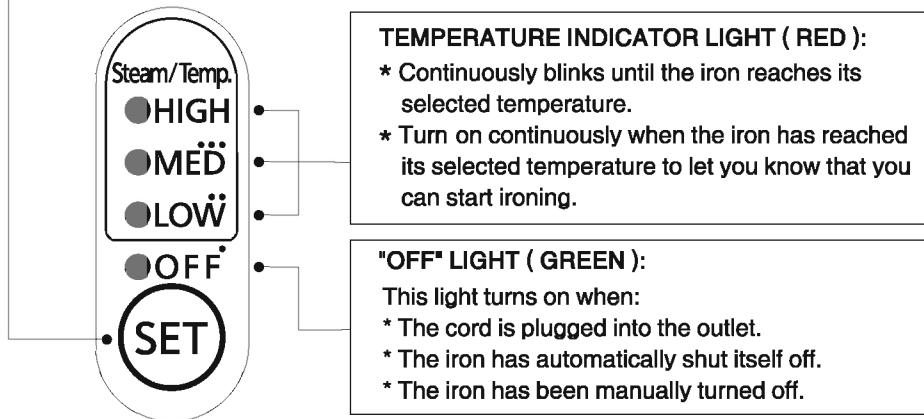 Steam/Temp.
HIGH
MED
LOW
OFF
SET
TEMPERATURE INDICATOR LIGHT ( RED ):
* Continuously blinks until the iron reaches its
selected temperature.
* Turn on continuously when the iron has reached
its selected temperature to let you know that you
can start ironing.
"OFF" LIGHT ( GREEN ):
This light turns on when:
* The cord is plugged into the outlet.
* The iron has automatically shut itself off.
* The iron has been manually turned off.